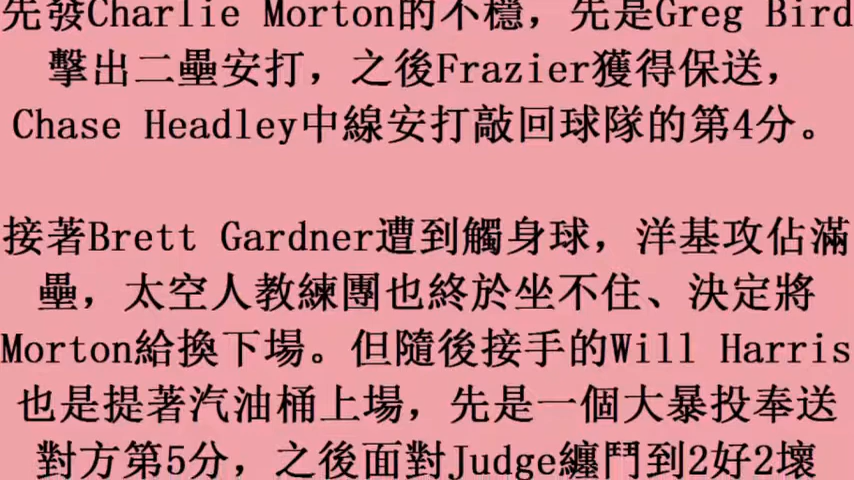 先發Charlie Morton的不穩，先是Greg Bird
擊出二壘安打，之後Frazier獲得保送，
Chase Headley中線安打敲回球隊的第4分。
接著Brett Gardner遭到觸身球，洋基攻佔滿
壘，太空人教練團也終於坐不住、決定將
Morton給換下場。但隨後接手的Will Harris
也是提著汽油桶上場，先是一個大暴投奉送
對方第5分，之後面對Judge纏鬥到2好2壞